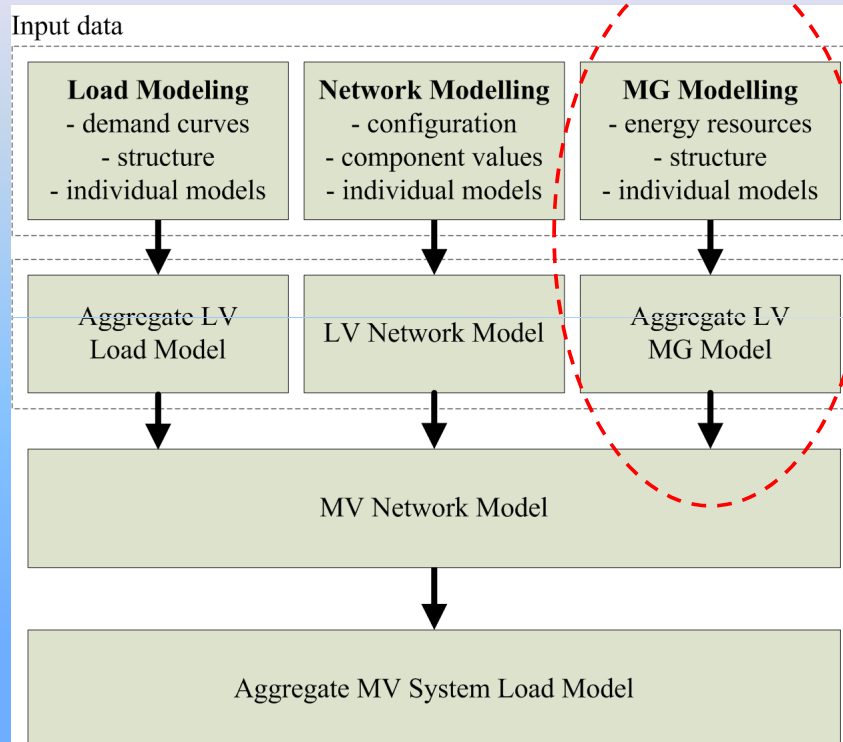 Input data
Load Modeling
- demand curves
- structure
- individual models
Network Modelling
- configuration
- component values
- individual models
MG Modelling
- energy resources
- structure
- individual models
Aggregate LV
Load Model
LV Network Model
Aggregate LV
MG Model
MV Network Model
Aggregate MV System Load Model